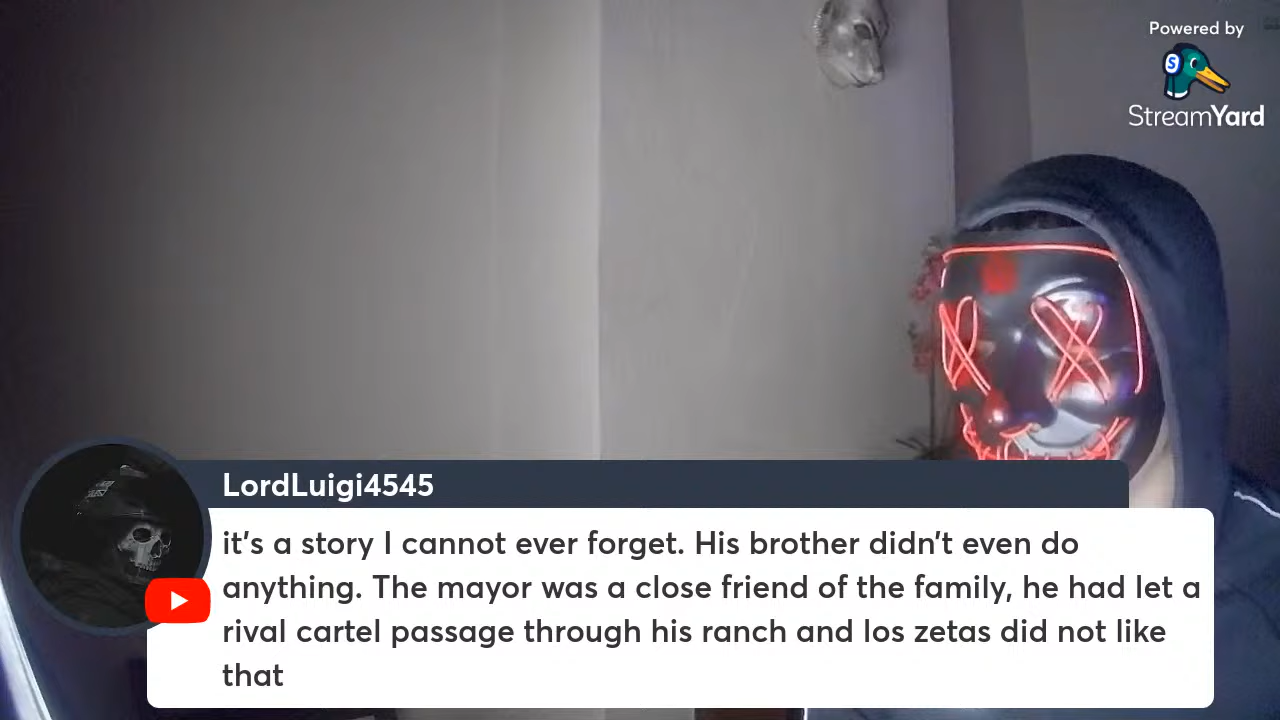 Powered by
StreamYard
LordLuigi4545
it's a story I cannot ever forget. His brother didn't even do
anything. The mayor was a close friend of the family, he had let a
rival cartel passage through his ranch and los zetas did not like
that